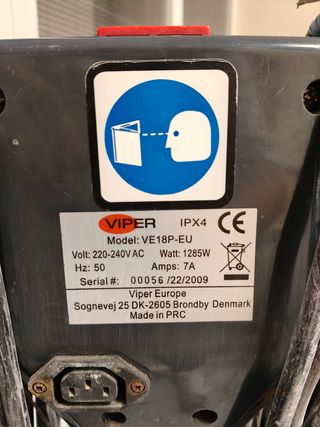 VIPER IPX4 CE
Model: VE18P-EU
Volt: 220-240V AC Watt: 1285W
Hz: 50 Amps: 7A
Serial #: 00056 /22/2009
Viper Europe
Sognevej 25 DK-2605 Brondby Denmark
Made in PRC